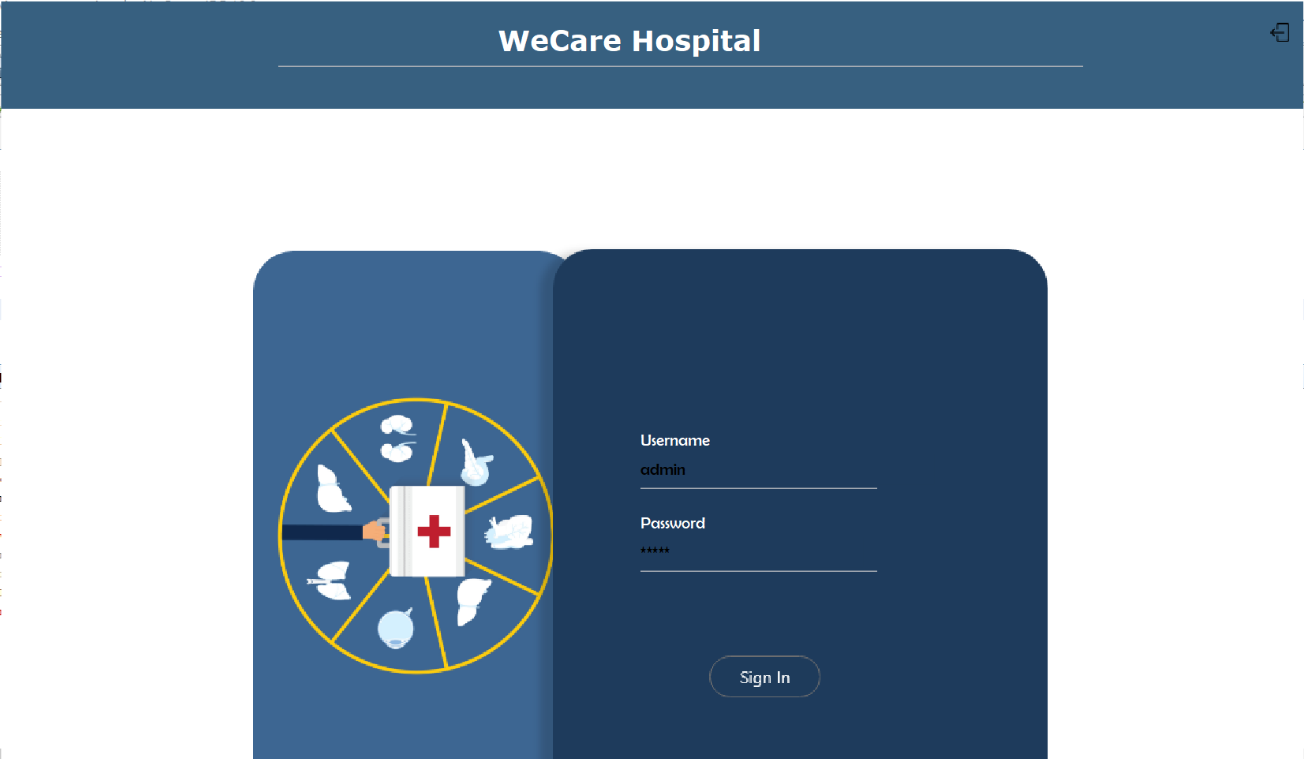 WeCare Hospital
Username
admin
Password
*****
Sign In